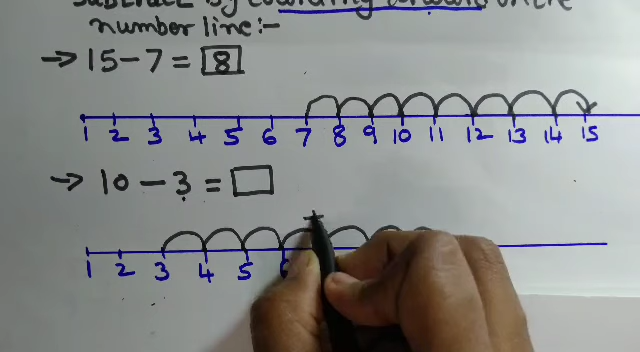 number line:-
→ 15 - 7 = 8
1 2 3 4 5 6 7 8 9 10 11 12 13 14 15
→ 10 - 3 =
1 2 3 4 5 6